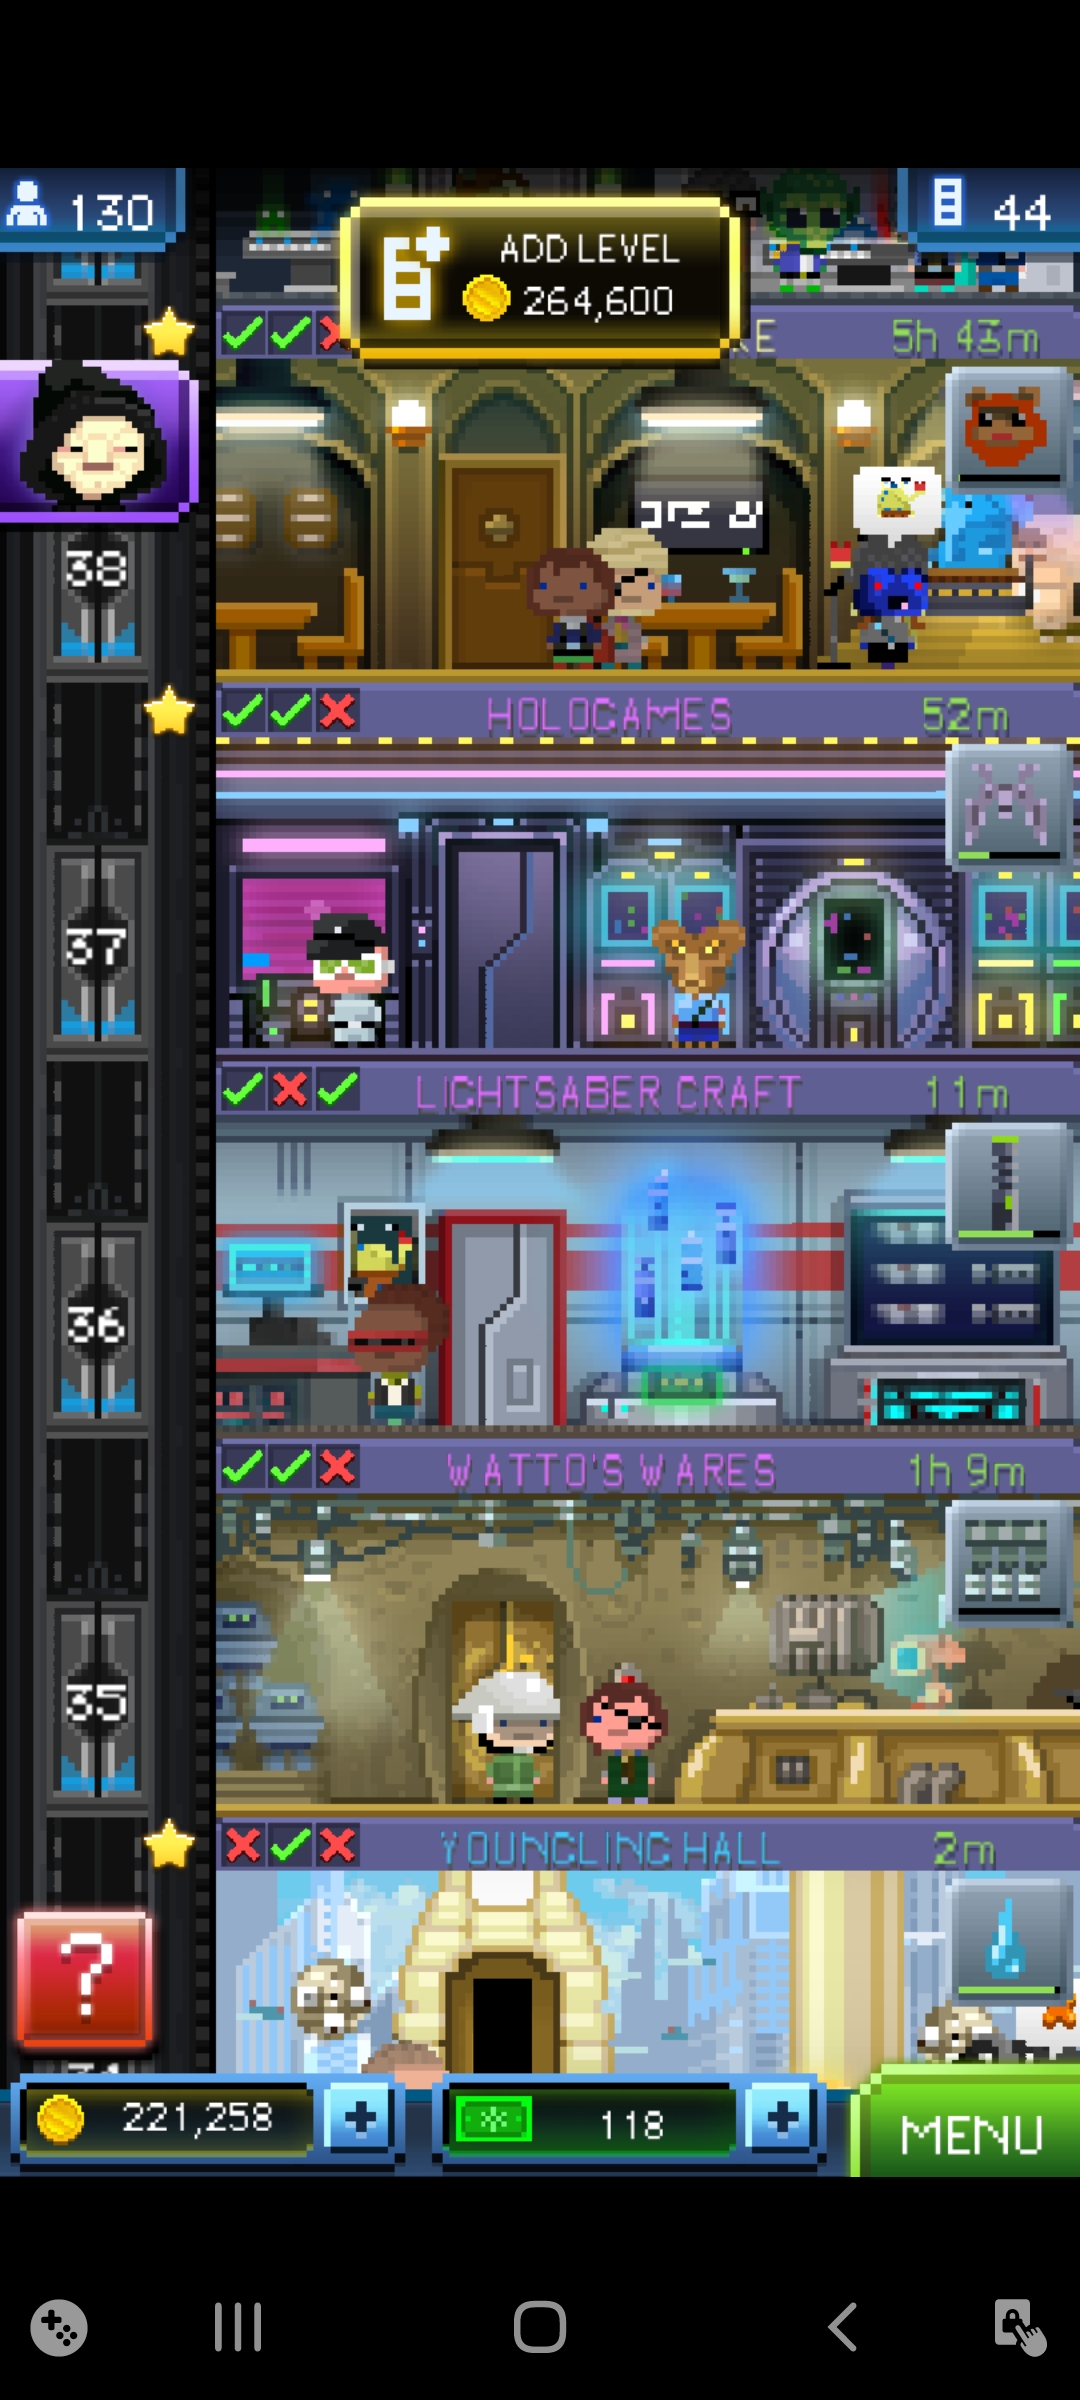 130
ADD LEVEL
264,600
44
5h 43m
38
HOLOGAMES
52m
37
LIGHTSABER CRAFT
11m
36
WATTO'S WARES
1h 9m
35
YOUNGLING HALL
2m
?
221,258
+
118
+
MENU